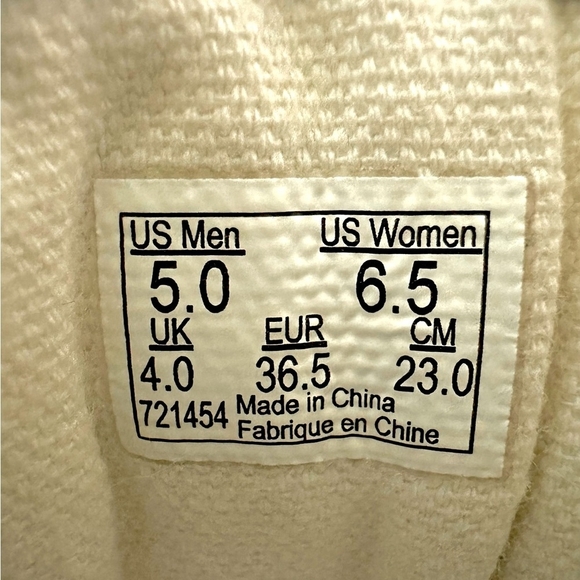 US Men US Women
5.0 6.5
UK EUR CM
4.0 36.5 23.0
721454 Made in China
Fabrique en Chine